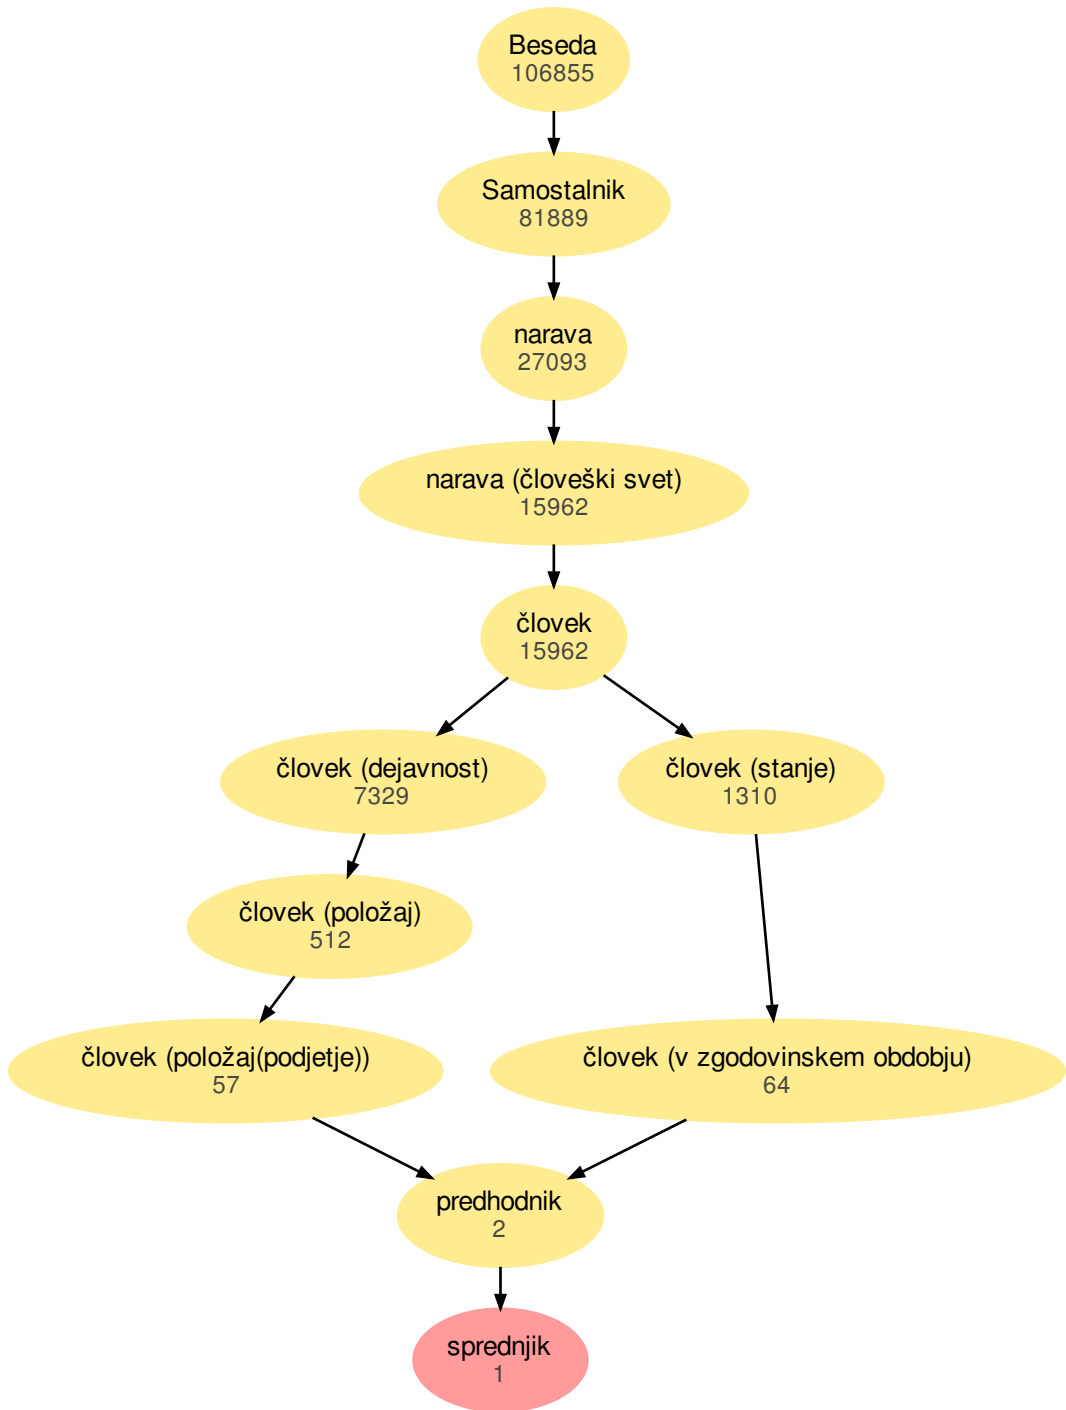 Beseda
106855
Samostalnik
81889
narava
27093
narava (človeški svet)
15962
človek
15962
človek (dejavnost)
7329
človek (stanje)
1310
človek (položaj)
512
človek (položaj(podjetje))
57
človek (v zgodovinskem obdobju)
64
predhodnik
2
sprednjik
1